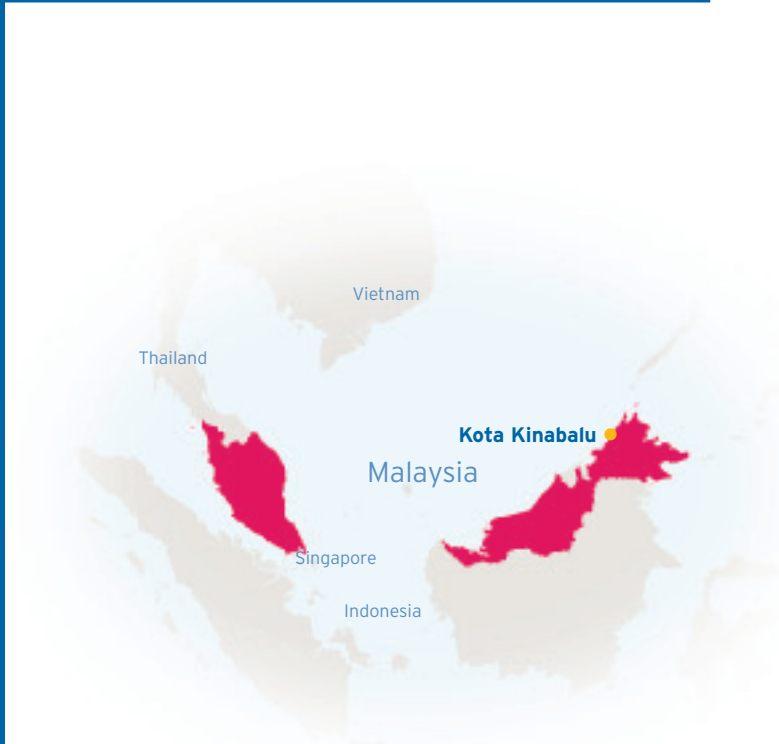 Vietnam
Thailand
Kota Kinabalu
Malaysia
Singapore
Indonesia